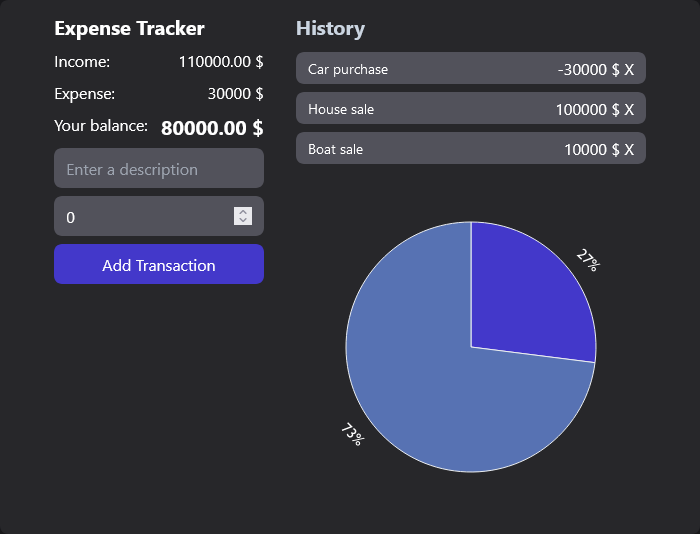 Expense Tracker
Income: 110000.00 $
Expense: 30000 $
Your balance: 80000.00 $
Enter a description
0
Add Transaction
History
Car purchase -30000 $ X
House sale 100000 $ X
Boat sale 10000 $ X
27%
73%